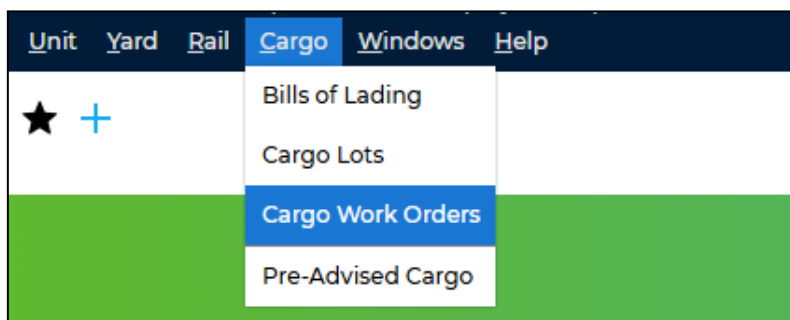 Unit Yard Rail Cargo Windows Help
Bills of Lading
Cargo Lots
Cargo Work Orders
Pre-Advised Cargo